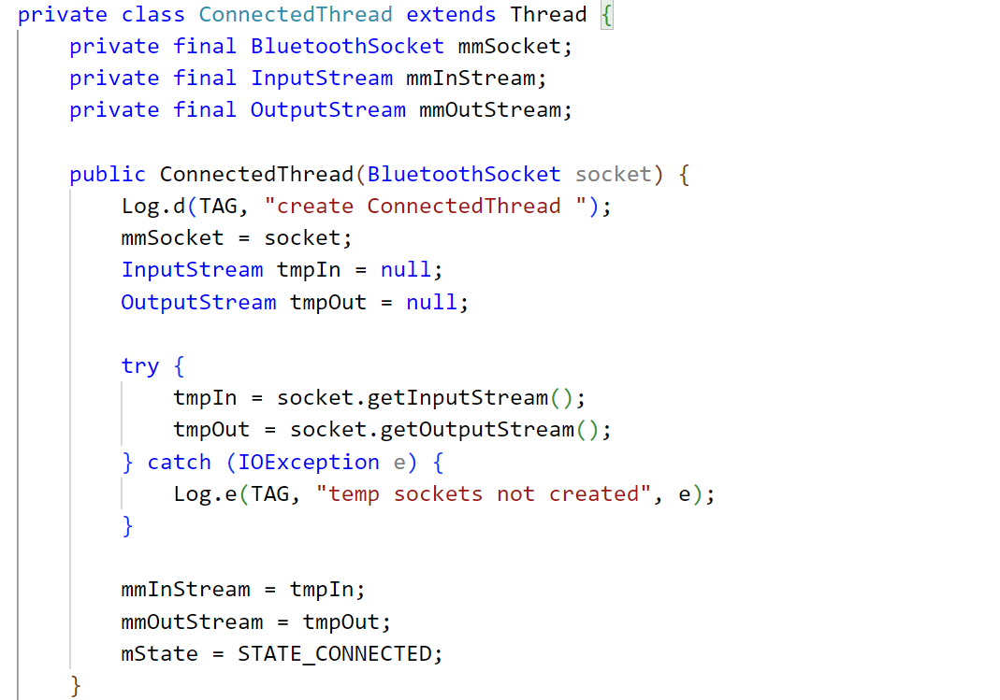 private class ConnectedThread extends Thread {
    private final BluetoothSocket mmSocket;
    private final InputStream mmInStream;
    private final OutputStream mmOutStream;

    public ConnectedThread(BluetoothSocket socket) {
        Log.d(TAG, "create ConnectedThread ");
        mmSocket = socket;
        InputStream tmpIn = null;
        OutputStream tmpOut = null;

        try {
            tmpIn = socket.getInputStream();
            tmpOut = socket.getOutputStream();
        } catch (IOException e) {
            Log.e(TAG, "temp sockets not created", e);
        }

        mmInStream = tmpIn;
        mmOutStream = tmpOut;
        mState = STATE_CONNECTED;
    }